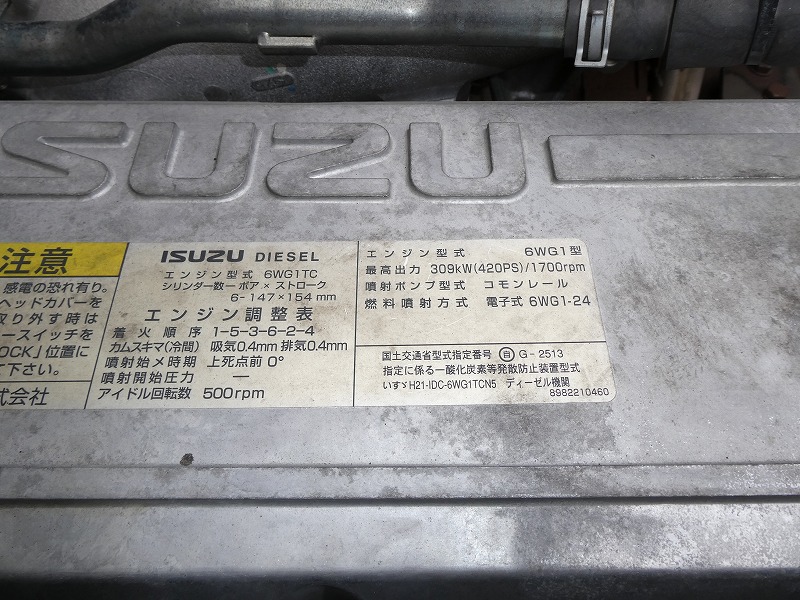 ISUZU
注意
感電の恐れ有り。
ヘッドカバーを
取り外す時は
ースイッチを
OCK」位置に
て下さい。
式会社
ISUZU DIESEL
エンジン型式 6WG1TC
シリンダー数ー ボア × ストローク
6-147×154 mm
エンジン調整表
着火順序 1-5-3-6-2-4
カムスキマ(冷間) 吸気0.4mm 排気0.4mm
噴射始メ時期 上死点前 0°
噴射開始圧力 ―
アイドル回転数 500rpm
エンジン型式 6WG1型
最高出力 309kW(420PS)/1700rpm
噴射ポンプ型式 コモンレール
燃料噴射方式 電子式 6WG1-24
国土交通省型式指定番号 自 G-2513
指定に係る一酸化炭素等発散防止装置型式
いすゞH21-IDC-6WG1TCN5 ディーゼル機関
8982210460